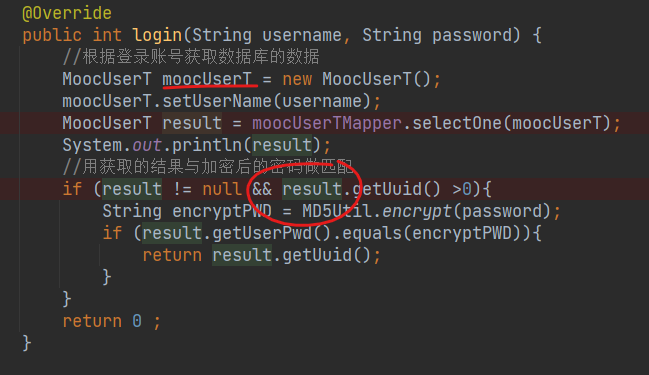 @Override
public int login(String username, String password) {
//根据登录账号获取数据库的数据
MoocUserT moocUserT = new MoocUserT();
moocUserT.setUserName(username);
MoocUserT result = moocUserTMapper.selectOne(moocUserT);
System.out.println(result);
//用获取的结果与加密后的密码做匹配
if (result != null && result.getUuid() >0){
String encryptPWD = MD5Util.encrypt(password);
if (result.getUserPwd().equals(encryptPWD)){
return result.getUuid();
}
}
return 0 ;
}